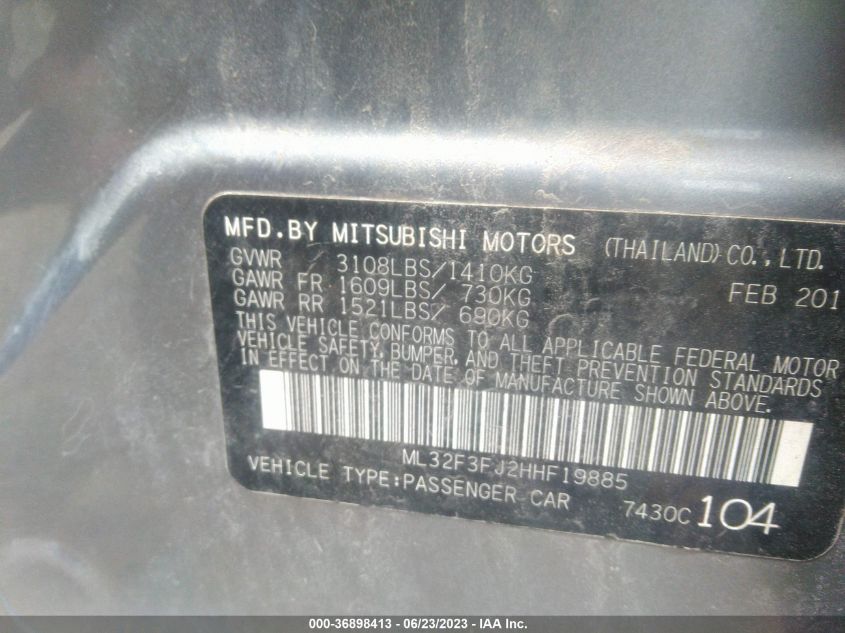 MFD.BY MITSUBISHI MOTORS (THAILAND) CO., LTD.
GVWR / 3108LBS/1410KG FEB 201
GAWR FR 1609LBS/ 730KG
GAWR RR 1521LBS/ 690KG
THIS VEHICLE CONFORMS TO ALL APPLICABLE FEDERAL MOTOR
VEHICLE SAFETY, BUMPER, AND THEFT PREVENTION STANDARDS
IN EFFECT ON THE DATE OF MANUFACTURE SHOWN ABOVE.
ML32F3FJ2HHF19885
VEHICLE TYPE:PASSENGER CAR 7430C 104
000-36898413 - 06/23/2023 - IAA Inc.